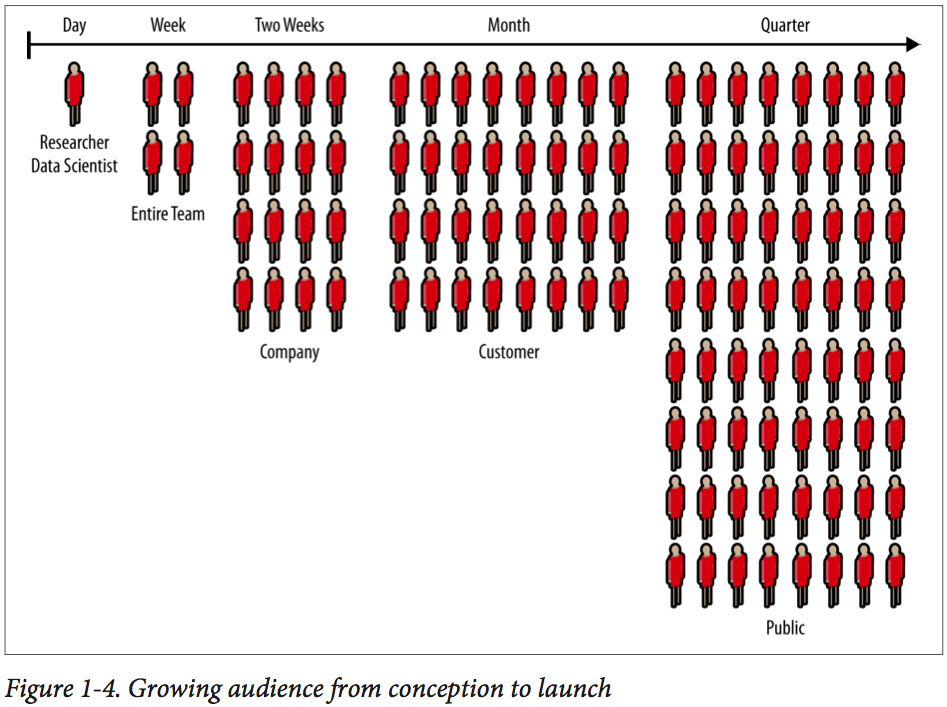 Day Week Two Weeks Month Quarter
Researcher
Data Scientist
Entire Team
Company
Customer
Public
Figure 1-4. Growing audience from conception to launch